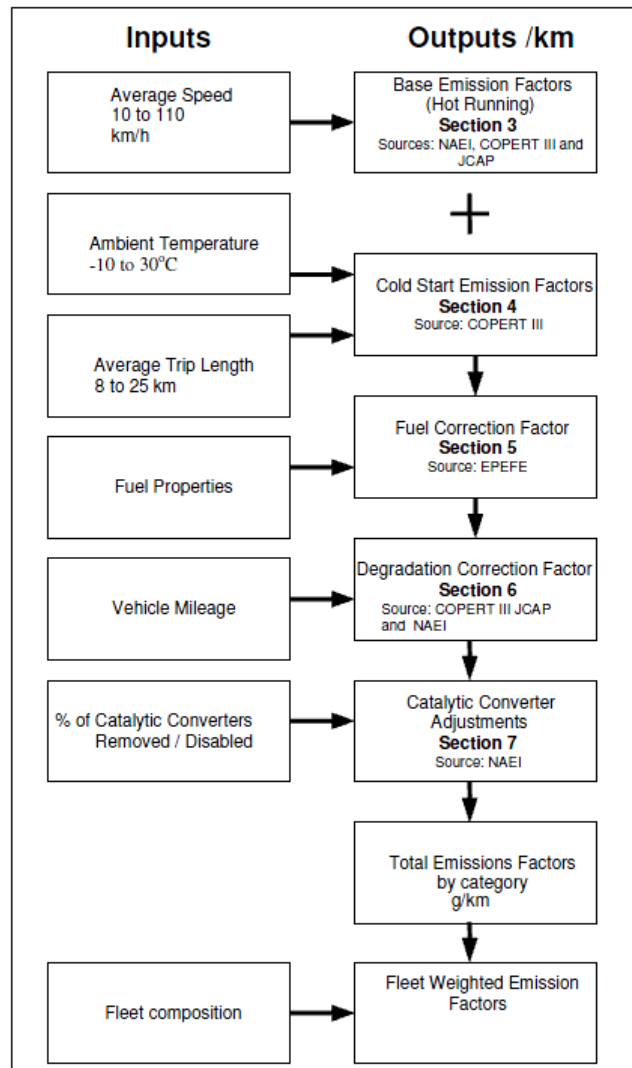 Inputs
Outputs /km
Average Speed
10 to 110
km/h
Base Emission Factors
(Hot Running)
Section 3
Sources: NAEI, COPERT III and
JCAP
+
Ambient Temperature
-10 to 30°C
Cold Start Emission Factors
Section 4
Source: COPERT III
Average Trip Length
8 to 25 km
Fuel Correction Factor
Section 5
Source: EPEFE
Fuel Properties
Degradation Correction Factor
Section 6
Source: COPERT III JCAP
and NAEI
Vehicle Mileage
% of Catalytic Converters
Removed / Disabled
Catalytic Converter
Adjustments
Section 7
Source: NAEI
Total Emissions Factors
by category
g/km
Fleet composition
Fleet Weighted Emission
Factors